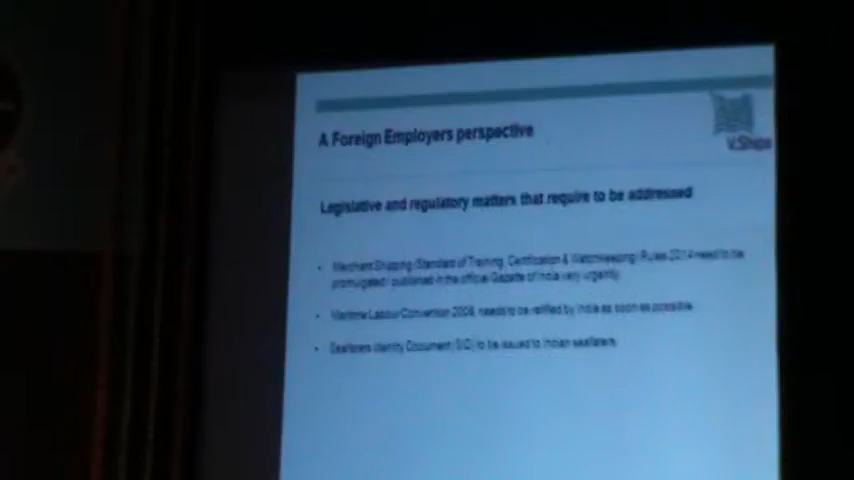 A Foreign Employers perspective
V.Ships
Legislative and regulatory matters that require to be addressed
• Merchant Shipping (Standard of Training, Certification & Watchkeeping) Rules 2014 need to be
promulgated / published in the official Gazette of India very urgently.
• Maritime Labour Convention 2006, needs to be ratified by India as soon as possible.
• Seafarers Identity Document (SID) to be issued to Indian seafarers.